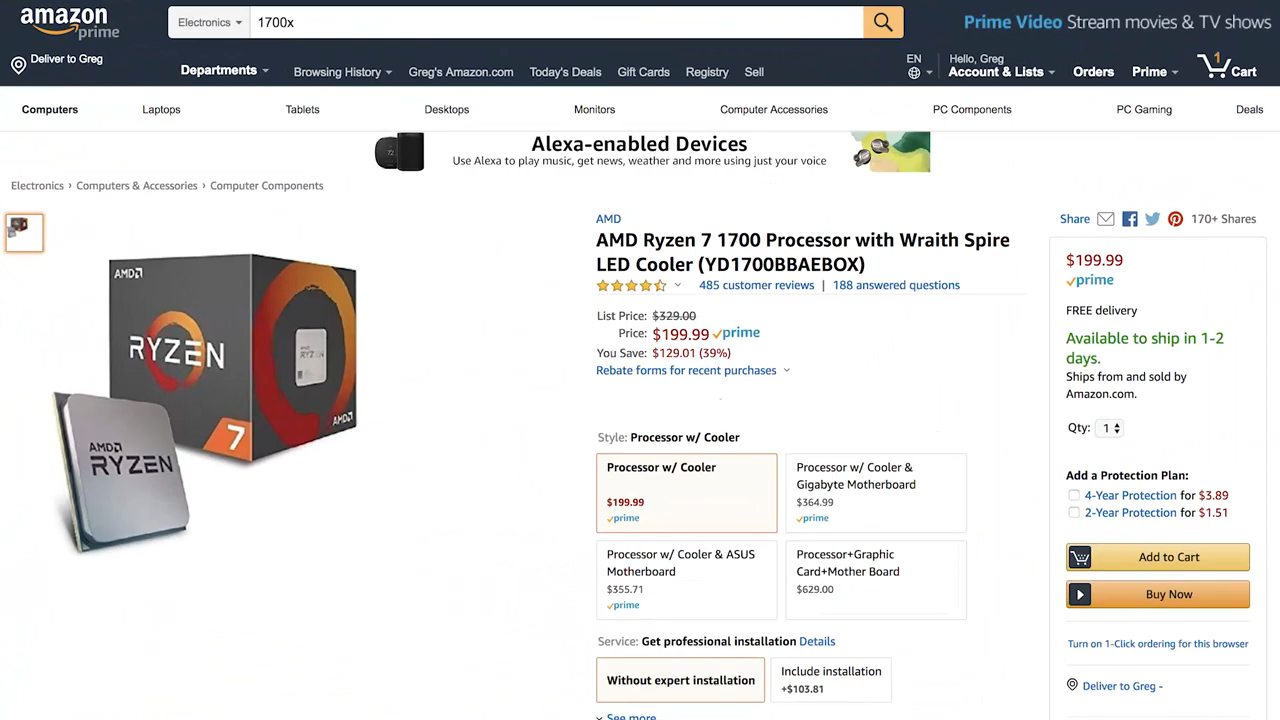 amazon
prime
Electronics
1700x
Prime Video Stream movies & TV shows
Deliver to Greg
Departments
Browsing History
Greg's Amazon.com
Today's Deals
Gift Cards
Registry
Sell
EN
Hello, Greg
Account & Lists
Orders
Prime
1
Cart
Computers
Laptops
Tablets
Desktops
Monitors
Computer Accessories
PC Components
PC Gaming
Deals
Alexa-enabled Devices
Use Alexa to play music, get news, weather and more using just your voice
Electronics › Computers & Accessories › Computer Components
AMD
RYZEN
RYZEN
AMD
7
AMD
RYZEN
AMD
AMD Ryzen 7 1700 Processor with Wraith Spire
LED Cooler (YD1700BBAEBOX)
485 customer reviews | 188 answered questions
List Price: $329.00
Price: $199.99 prime
You Save: $129.01 (39%)
Rebate forms for recent purchases
Style: Processor w/ Cooler
Processor w/ Cooler
$199.99
prime
Processor w/ Cooler &
Gigabyte Motherboard
$364.99
prime
Processor w/ Cooler & ASUS
Motherboard
$355.71
prime
Processor+Graphic
Card+Mother Board
$629.00
Service: Get professional installation Details
Without expert installation
Include installation
+$103.81
See more
Share
170+ Shares
$199.99
prime
FREE delivery
Available to ship in 1-2
days.
Ships from and sold by
Amazon.com.
Qty: 1
Add a Protection Plan:
4-Year Protection for $3.89
2-Year Protection for $1.51
Add to Cart
Buy Now
Turn on 1-Click ordering for this browser
Deliver to Greg -